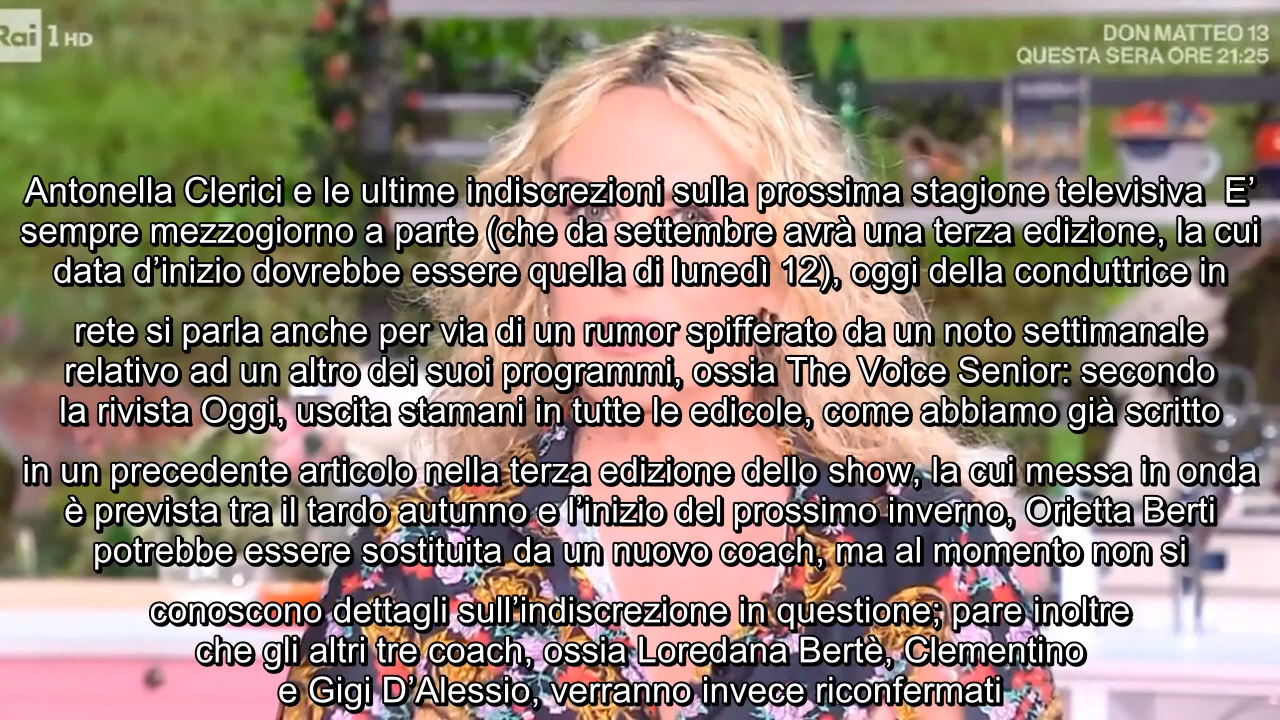 Rai 1 HD
DON MATTEO 13
QUESTA SERA ORE 21:25
Antonella Clerici e le ultime indiscrezioni sulla prossima stagione televisiva  E’
sempre mezzogiorno a parte (che da settembre avrà una terza edizione, la cui
data d’inizio dovrebbe essere quella di lunedì 12), oggi della conduttrice in
rete si parla anche per via di un rumor spifferato da un noto settimanale
relativo ad un altro dei suoi programmi, ossia The Voice Senior: secondo
la rivista Oggi, uscita stamani in tutte le edicole, come abbiamo già scritto
in un precedente articolo nella terza edizione dello show, la cui messa in onda
è prevista tra il tardo autunno e l’inizio del prossimo inverno, Orietta Berti
potrebbe essere sostituita da un nuovo coach, ma al momento non si
conoscono dettagli sull’indiscrezione in questione; pare inoltre
che gli altri tre coach, ossia Loredana Bertè, Clementino
e Gigi D’Alessio, verranno invece riconfermati